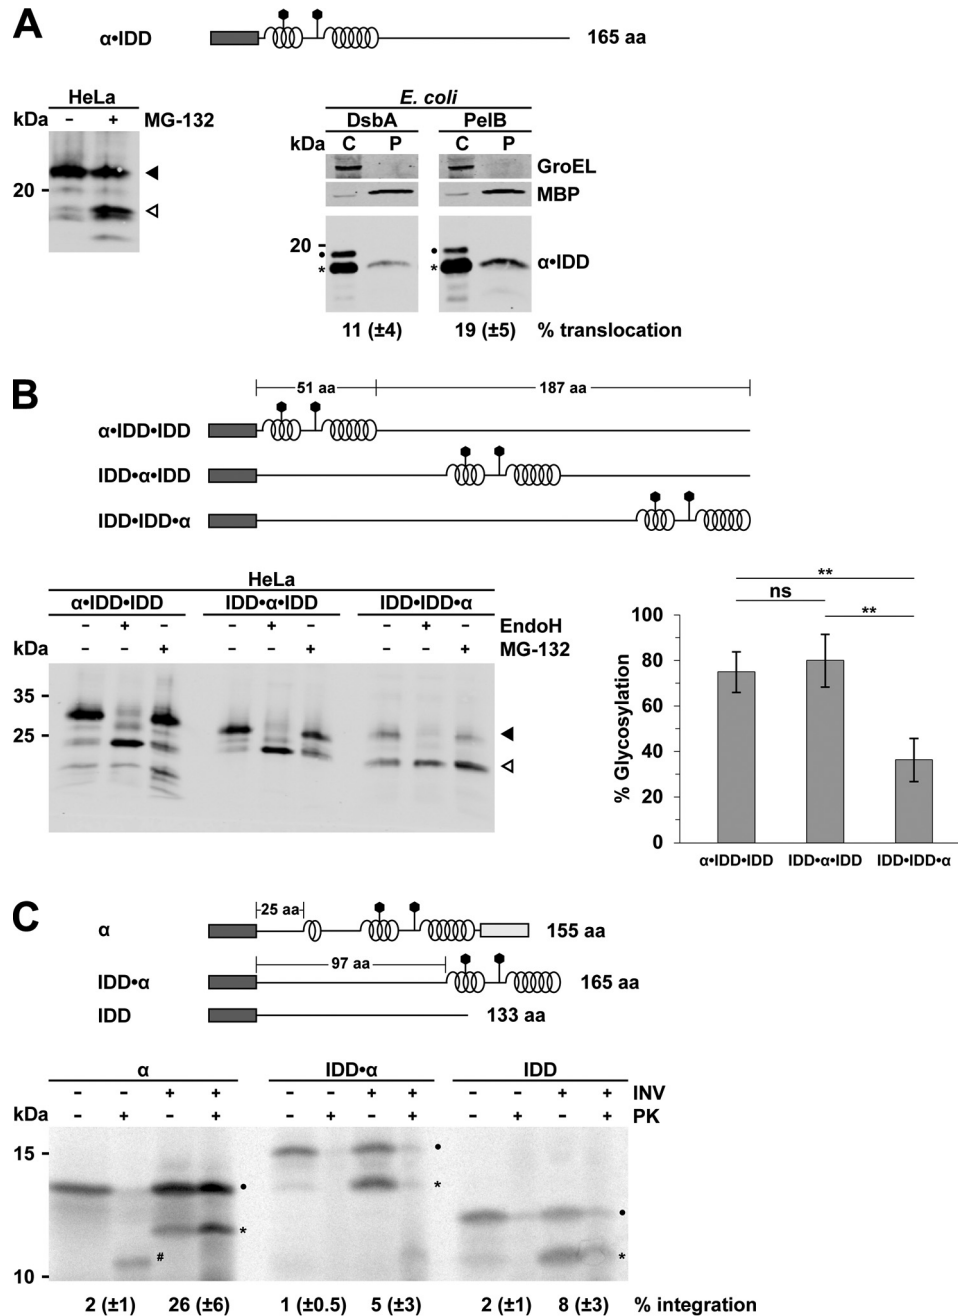 A
α•IDD
165 aa
HeLa
kDa - + MG-132
20
E. coli
DsbA PelB
kDa C P C P
GroEL
MBP
20
•
•
*
*
α•IDD
11 (±4) 19 (±5) % translocation
B
51 aa 187 aa
α•IDD•IDD
IDD•α•IDD
IDD•IDD•α
HeLa
α•IDD•IDD IDD•α•IDD IDD•IDD•α
- + - - + - - + - EndoH
kDa - - + - - + - - + MG-132
35
25
**
ns
**
100
80
60
40
20
0
% Glycosylation
α•IDD•IDD IDD•α•IDD IDD•IDD•α
C
25 aa
α
155 aa
97 aa
IDD•α
165 aa
IDD
133 aa
α IDD•α IDD
- - + + - - + + - - + + INV
kDa - + - + - + - + - + - + PK
15
•
•
•
*
*
*
#
10
2 (±1) 26 (±6) 1 (±0.5) 5 (±3) 2 (±1) 8 (±3) % integration